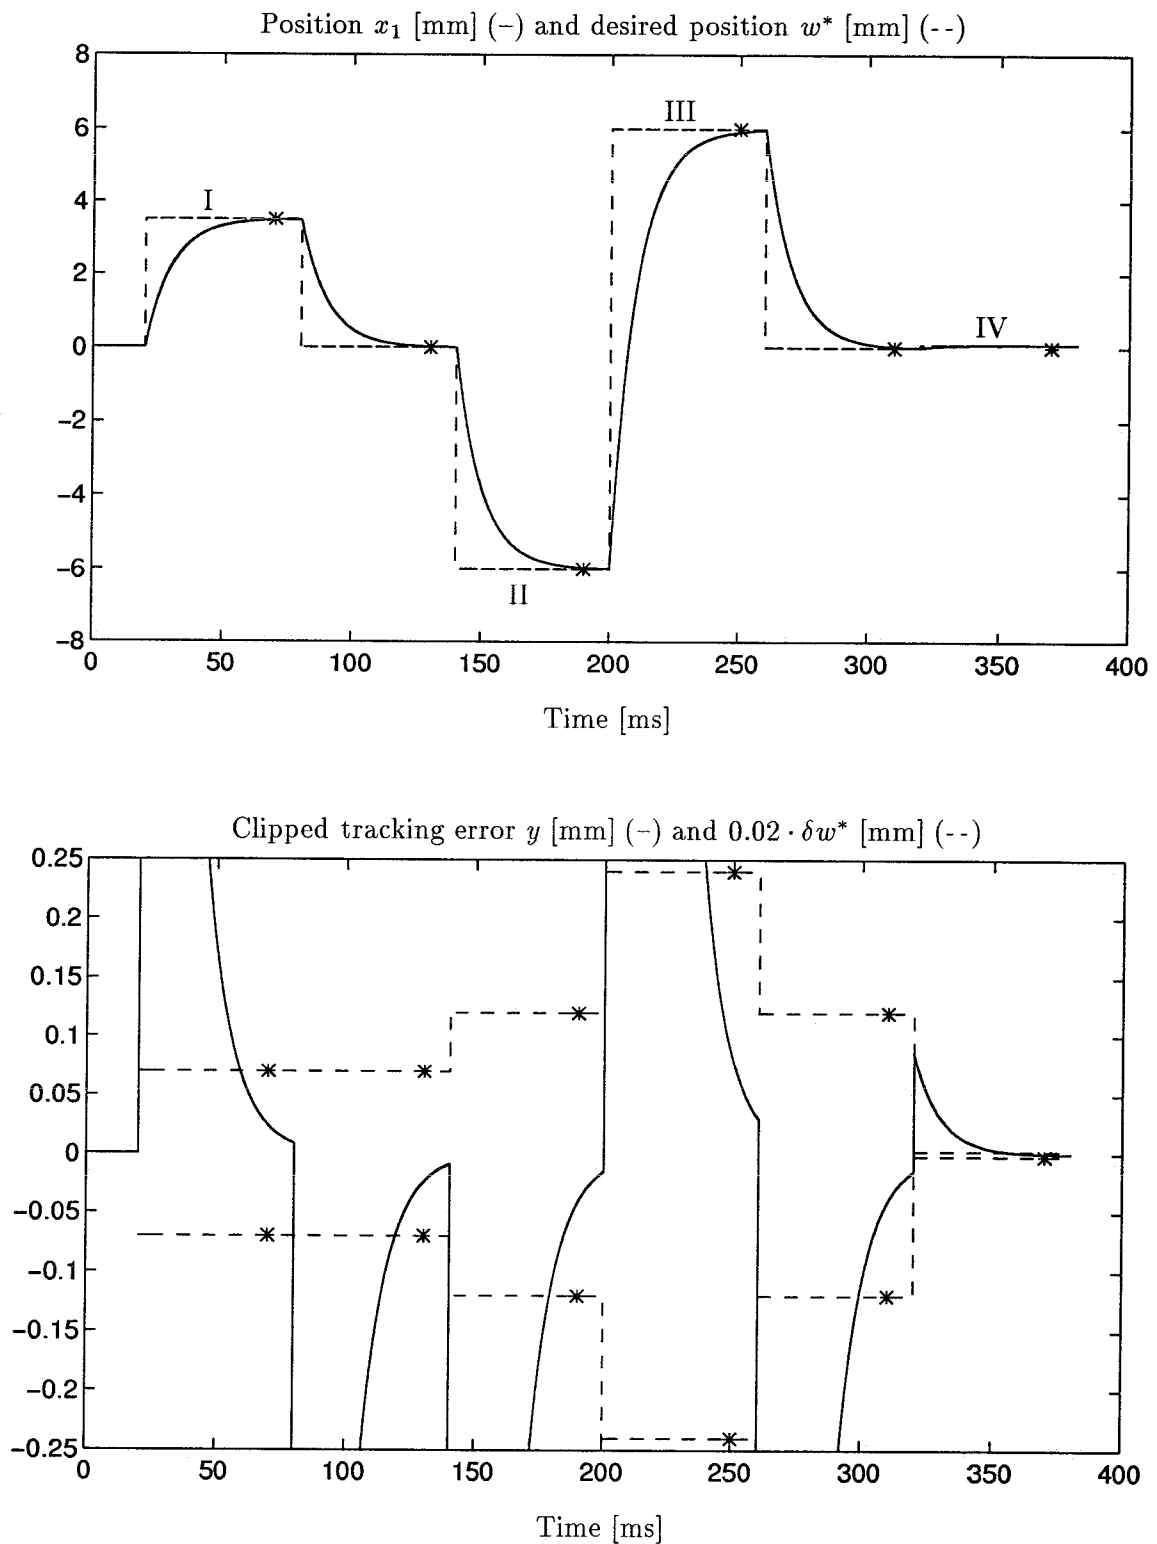 Position x₁ [mm] (–) and desired position w* [mm] (- -)
8
6
4
2
0
−2
−4
−6
−8
I
II
III
IV
0 50 100 150 200 250 300 350 400
Time [ms]
Clipped tracking error y [mm] (–) and 0.02 · δw* [mm] (- -)
0.25
0.2
0.15
0.1
0.05
0
−0.05
−0.1
−0.15
−0.2
−0.25
0 50 100 150 200 250 300 350 400
Time [ms]